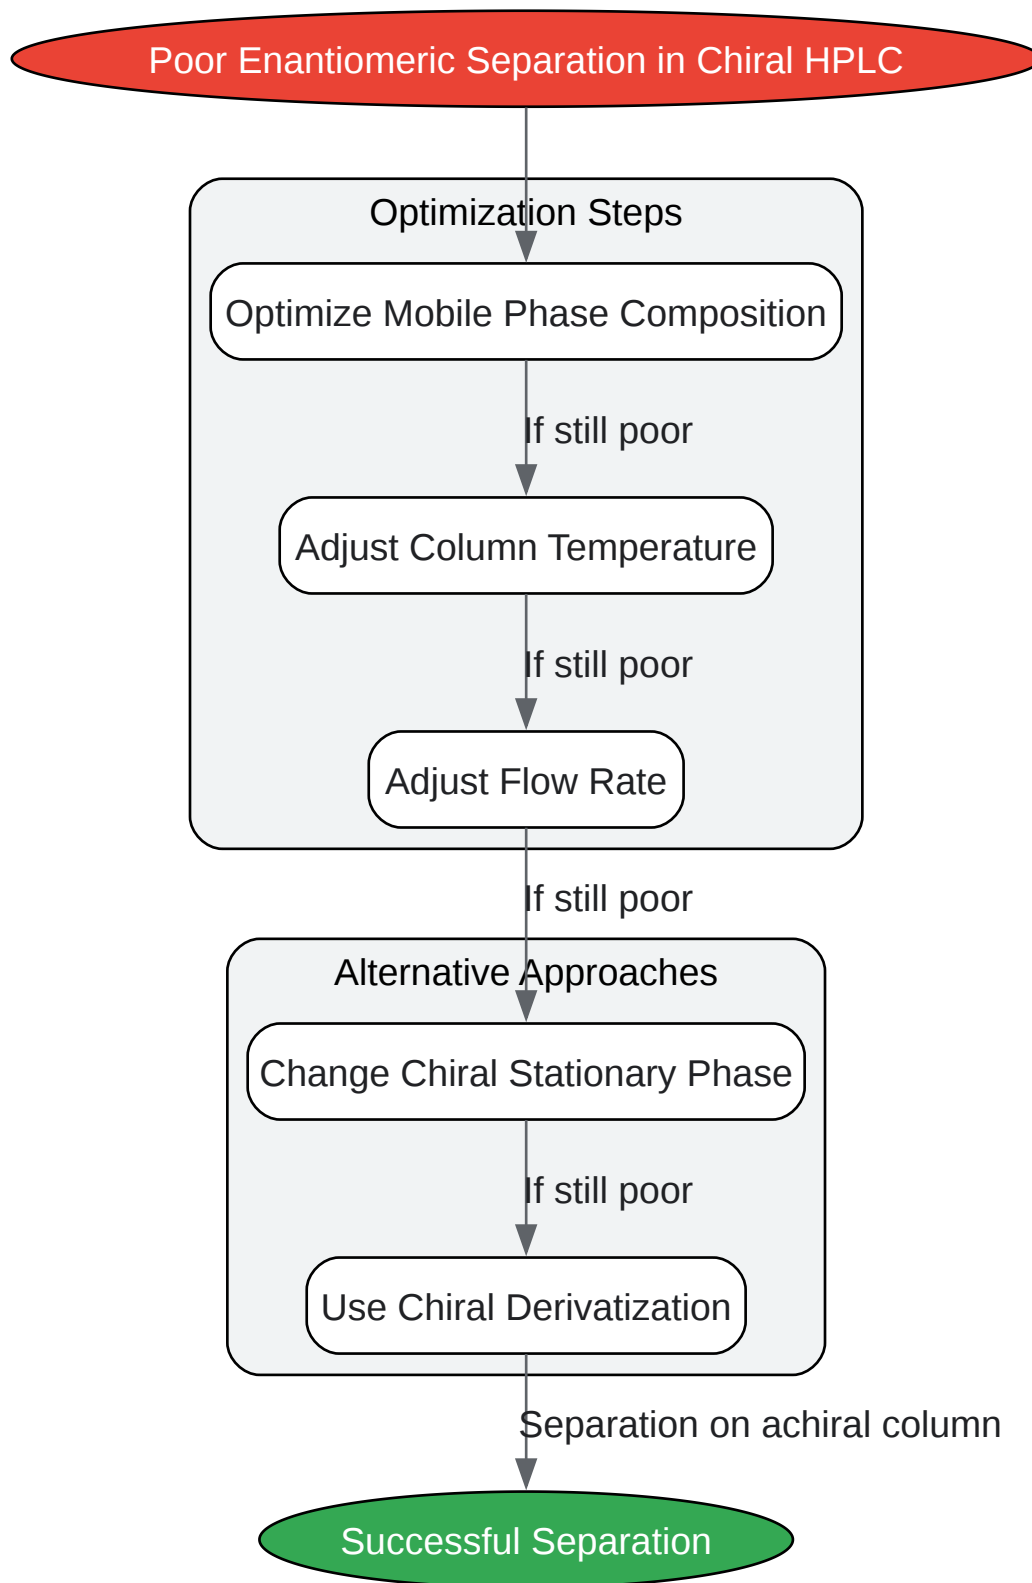 Poor Enantiomeric Separation in Chiral HPLC
Optimization Steps
Optimize Mobile Phase Composition
If still poor
Adjust Column Temperature
If still poor
Adjust Flow Rate
If still poor
Alternative Approaches
Change Chiral Stationary Phase
If still poor
Use Chiral Derivatization
Separation on achiral column
Successful Separation